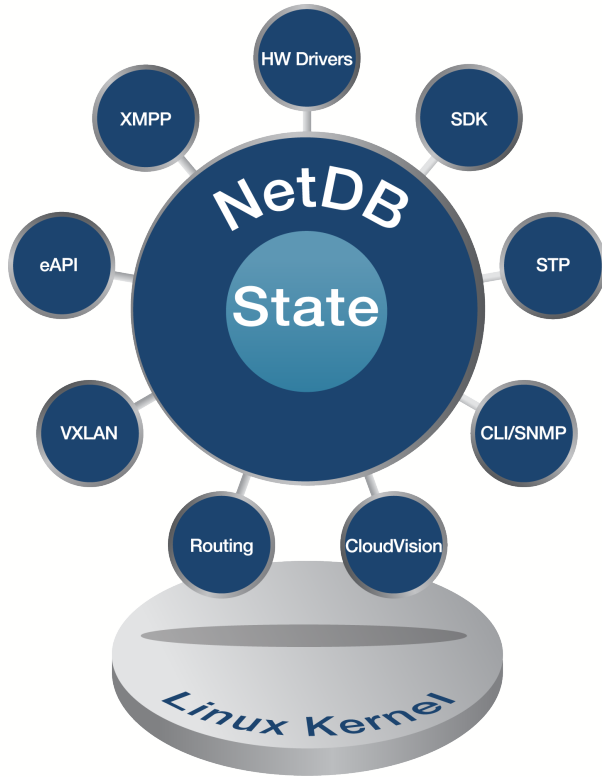 HW Drivers
XMPP
SDK
NetDB
eAPI
State
STP
VXLAN
CLI/SNMP
Routing
CloudVision
Linux Kernel